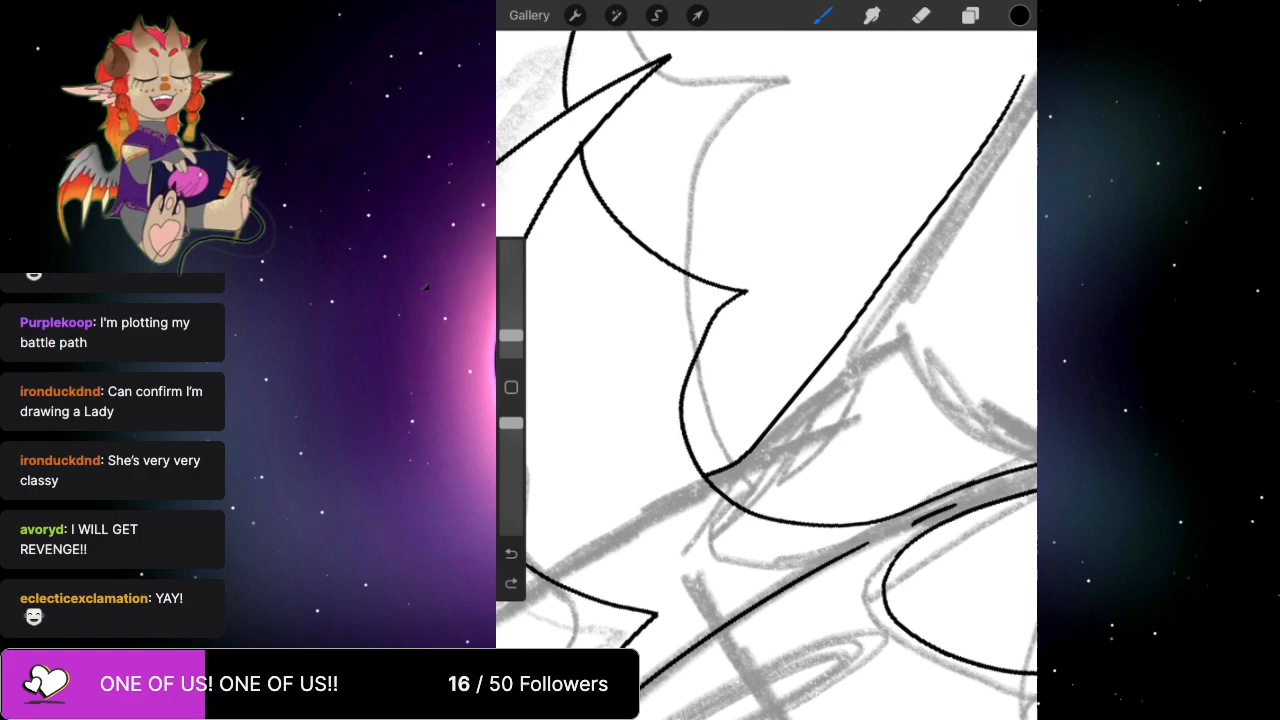 Gallery
Purplekoop: I'm plotting my
battle path
ironduckdnd: Can confirm I'm
drawing a Lady
ironduckdnd: She's very very
classy
avoryd: I WILL GET
REVENGE!!
eclecticexclamation: YAY!
ONE OF US! ONE OF US!! 16 / 50 Followers